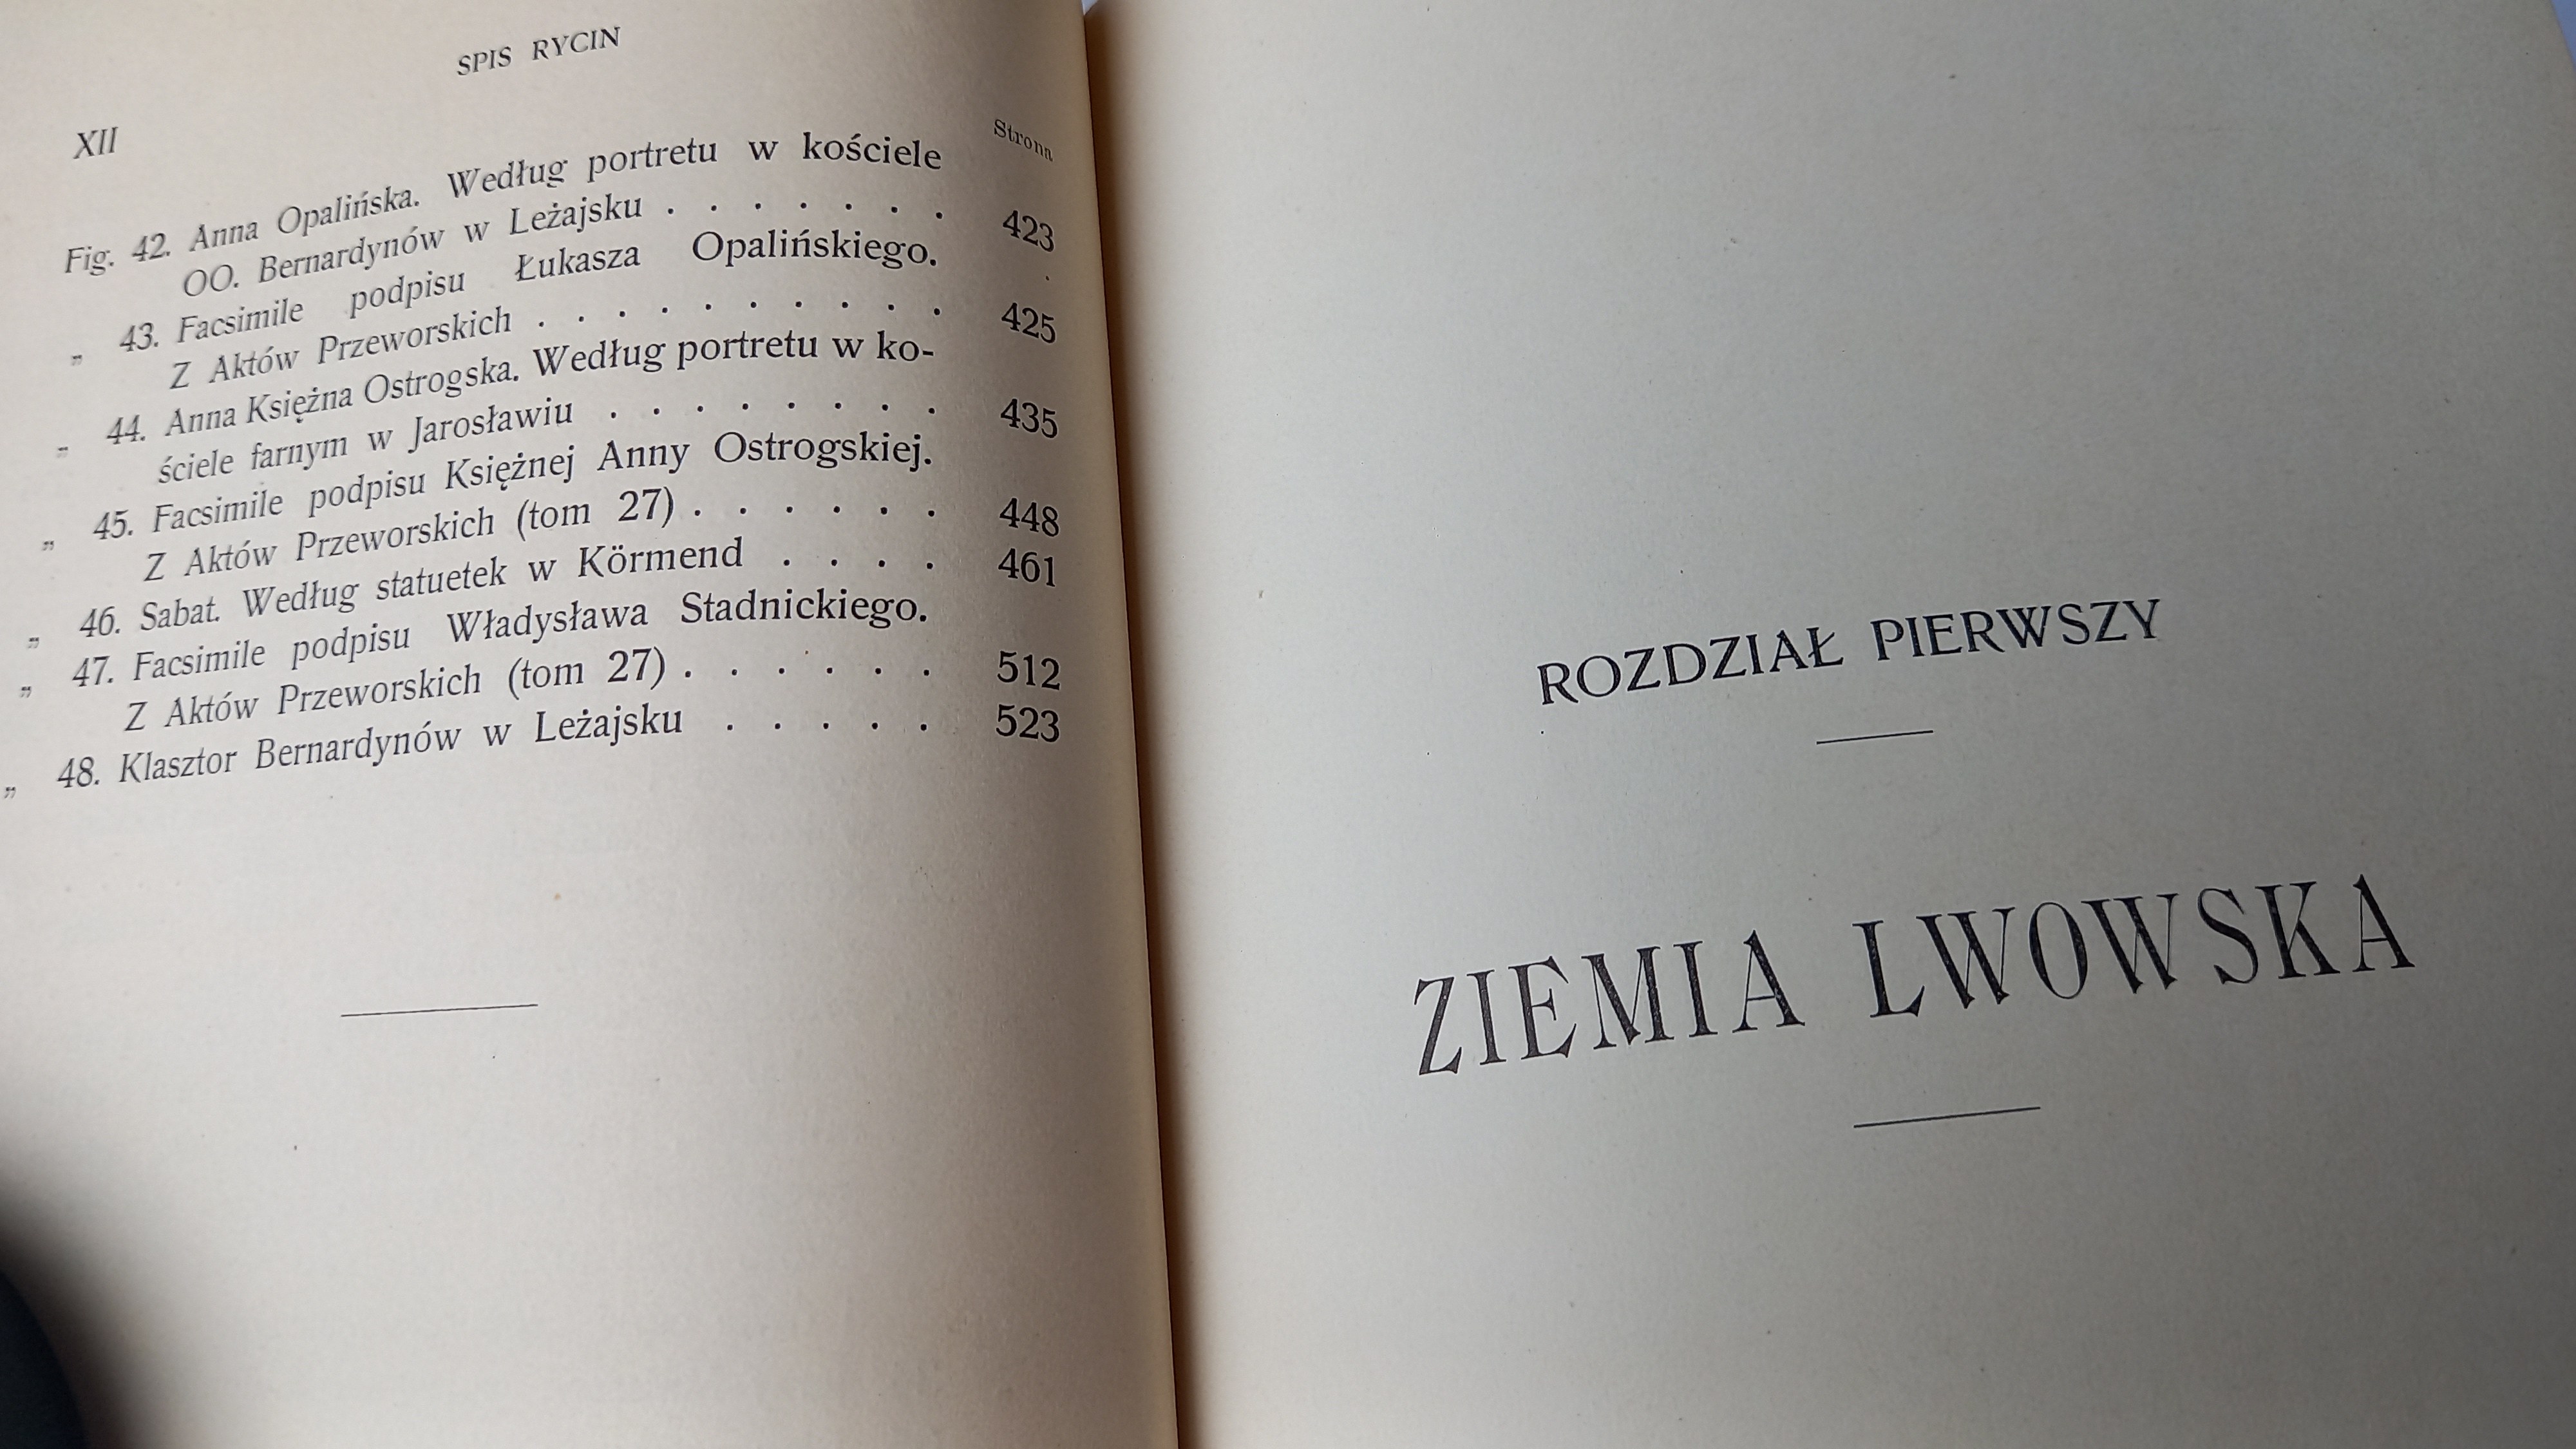 XII
SPIS RYCIN
Strona
Fig. 42. Anna Opalińska. Według portretu w kościele
OO. Bernardynów w Leżajsku . . . . . . . 423
„ 43. Facsimile podpisu Łukasza Opalińskiego.
Z Aktów Przeworskich . . . . . . . . . . 425
„ 44. Anna Księżna Ostrogska. Według portretu w ko-
ściele farnym w Jarosławiu . . . . . . . . 435
„ 45. Facsimile podpisu Księżnej Anny Ostrogskiej.
Z Aktów Przeworskich (tom 27) . . . . . . 448
„ 46. Sabat. Według statuetek w Körmend . . . . 461
„ 47. Facsimile podpisu Władysława Stadnickiego.
Z Aktów Przeworskich (tom 27) . . . . . . 512
„ 48. Klasztor Bernardynów w Leżajsku . . . . . 523
ROZDZIAŁ PIERWSZY
ZIEMIA LWOWSKA